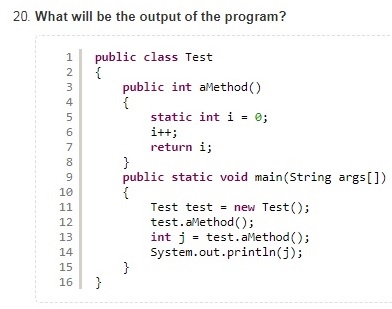 20. What will be the output of the program?
1 public class Test
2 {
3 public int aMethod()
4 {
5 static int i = 0;
6 i++;
7 return i;
8 }
9 public static void main(String args[])
10 {
11 Test test = new Test();
12 test.aMethod();
13 int j = test.aMethod();
14 System.out.println(j);
15 }
16 }